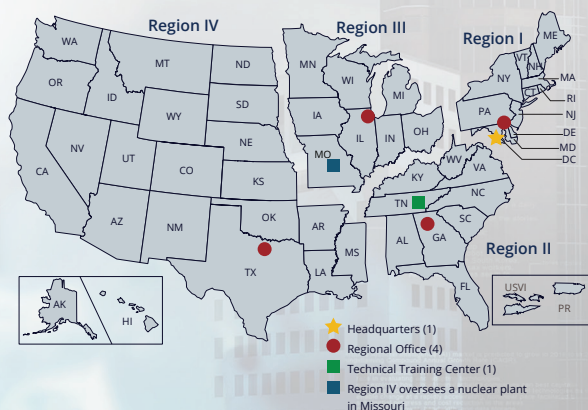 Region IV
Region III
Region I
WA
MT
ND
MN
ME
VT
NH
OR
ID
SD
WI
MI
NY
MA
CT
RI
WY
IA
PA
NJ
NV
NE
IL
IN
OH
DE
MD
DC
UT
CO
MO
WV
VA
CA
KS
KY
NC
AZ
NM
OK
AR
TN
SC
MS
AL
GA
Region II
TX
LA
FL
AK
HI
USVI
PR
Headquarters (1)
Regional Office (4)
Technical Training Center (1)
Region IV oversees a nuclear plant
in Missouri